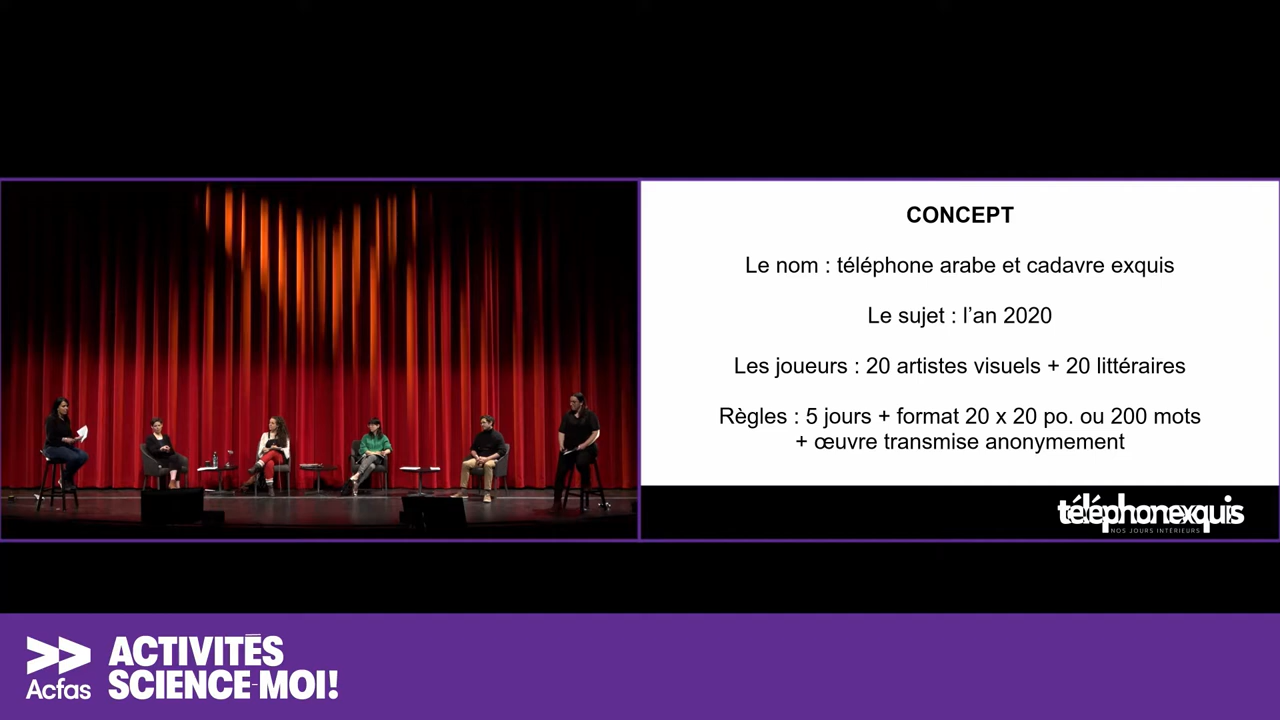 CONCEPT
Le nom : téléphone arabe et cadavre exquis
Le sujet : l’an 2020
Les joueurs : 20 artistes visuels + 20 littéraires
Règles : 5 jours + format 20 x 20 po. ou 200 mots
+ œuvre transmise anonymement
téléphonexquis
NOS JOURS INTÉRIEURS
Acfas
ACTIVITÉS
SCIENCE-MOI!